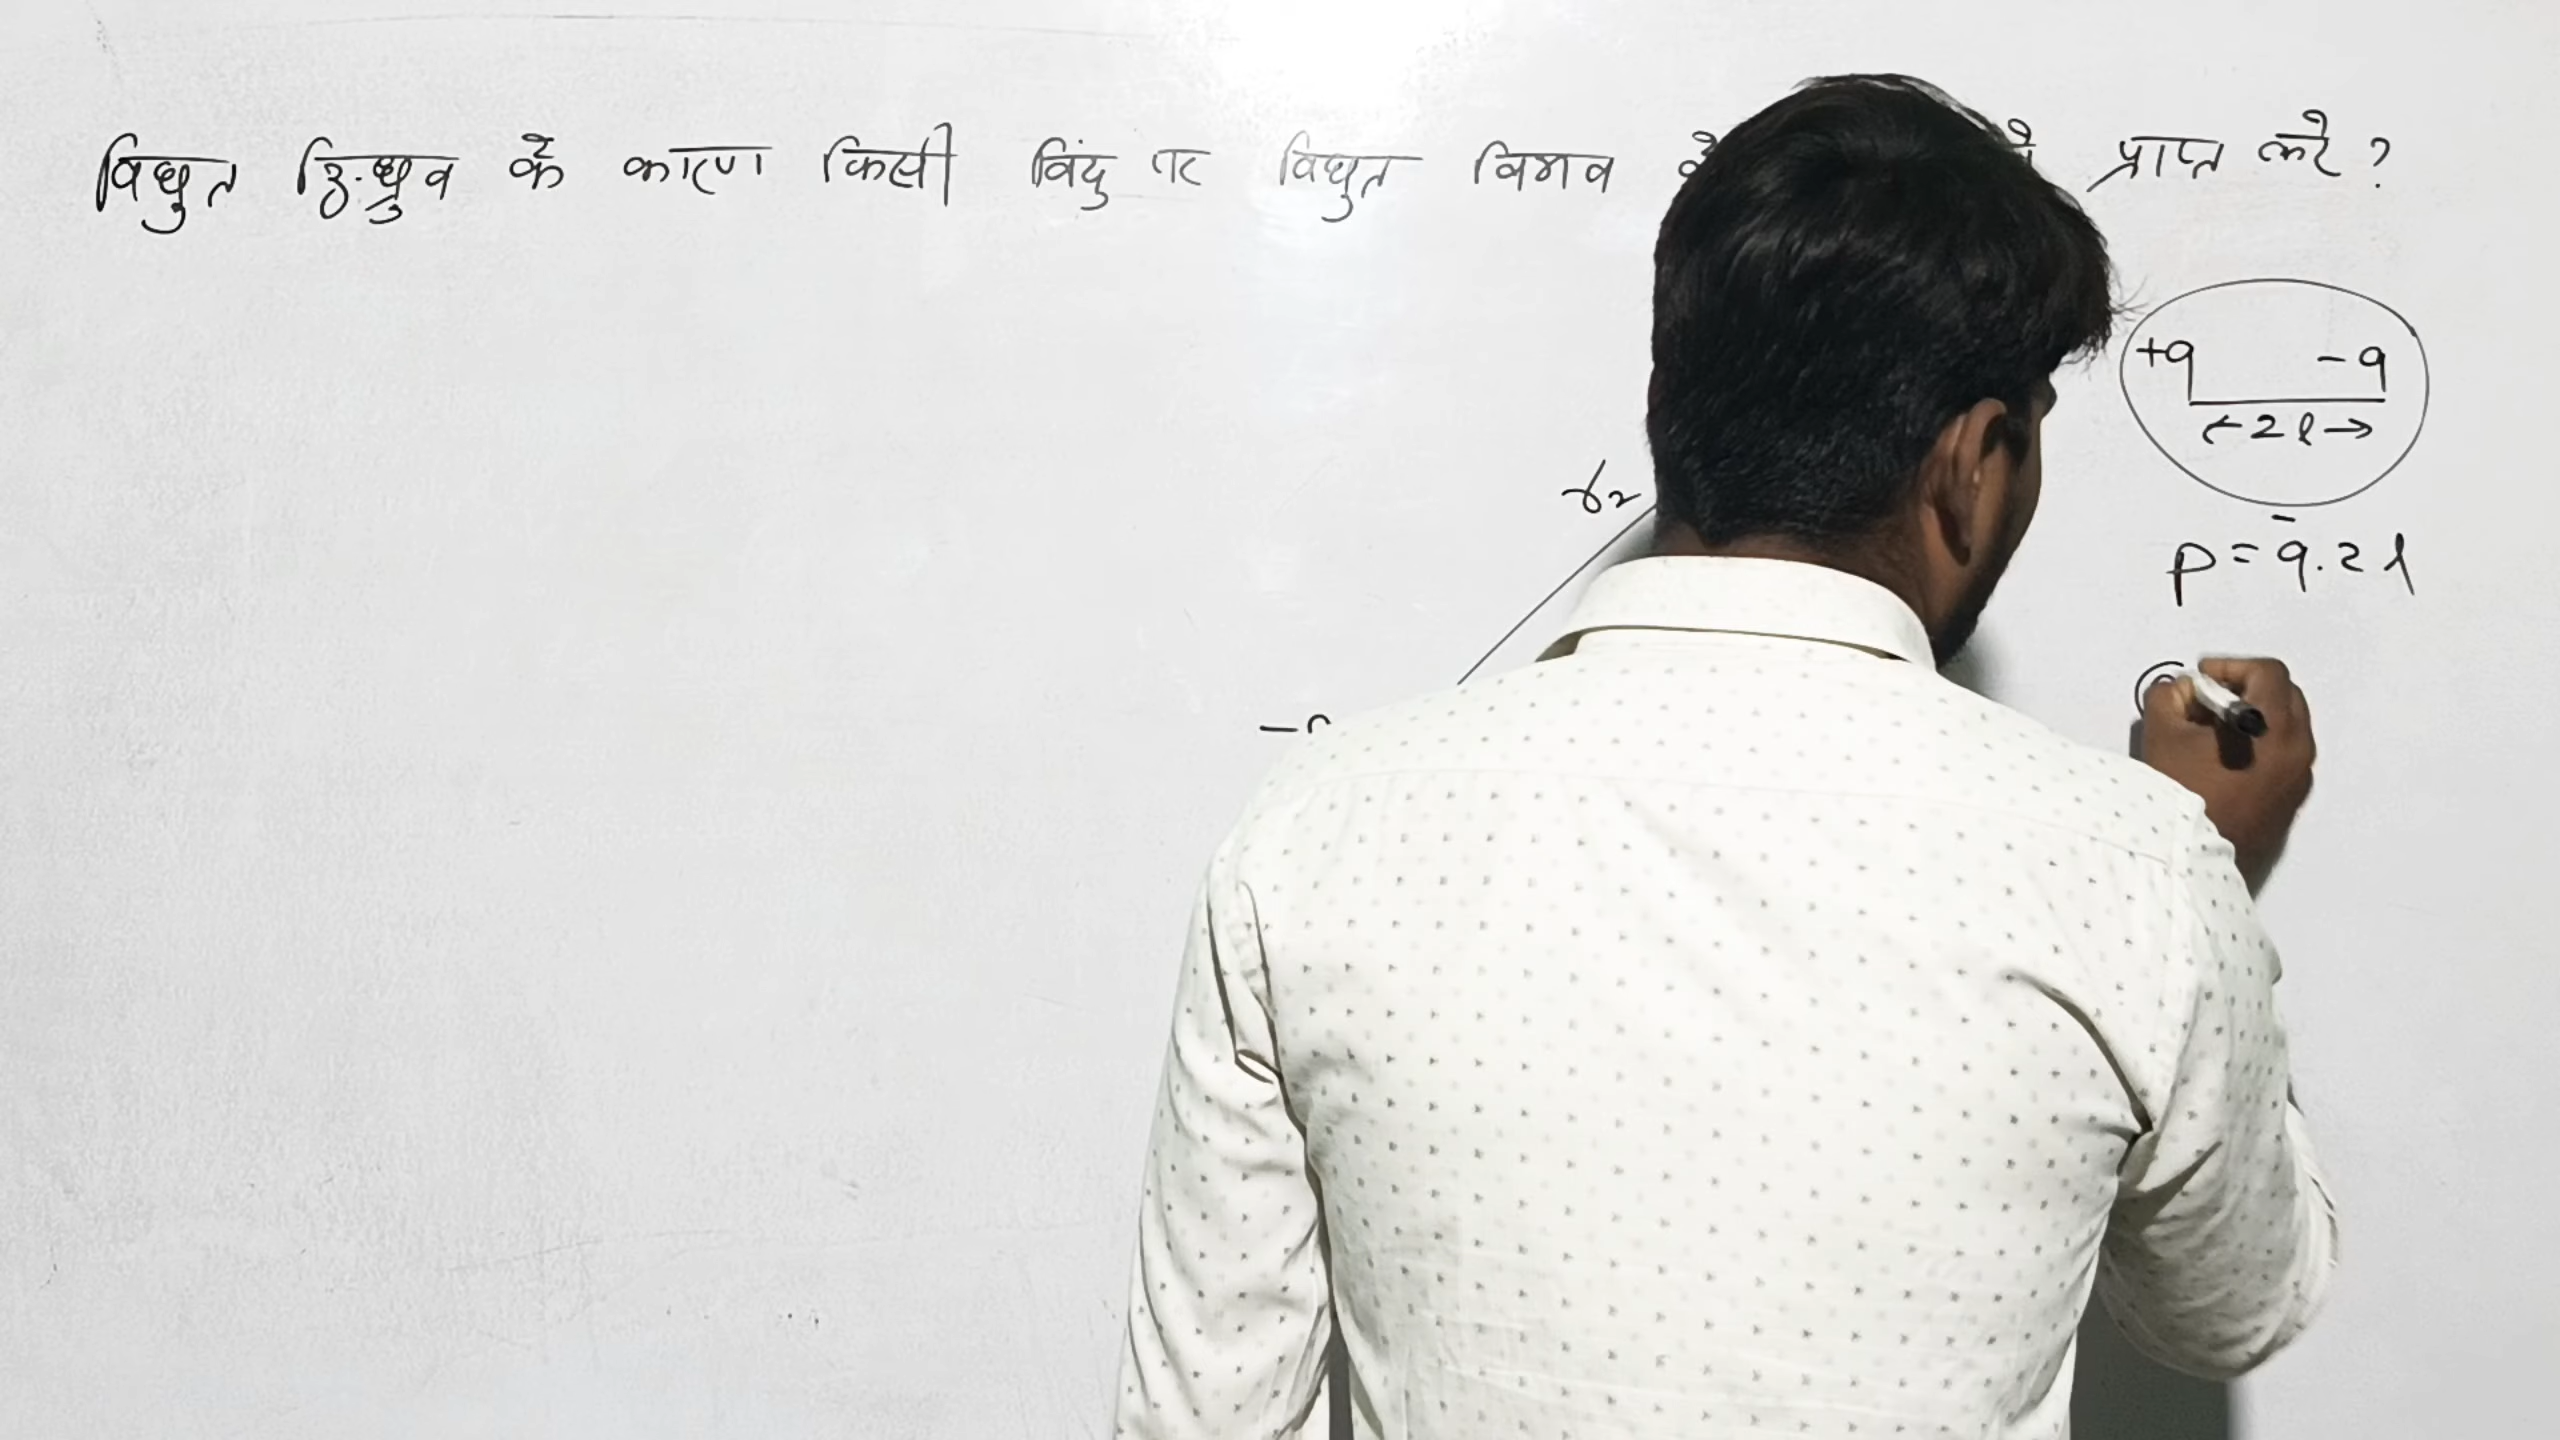 विद्युत द्वि-ध्रुव के कारण किसी बिंदु पर विद्युत विभव प्राप्त करे ?
+q -q
←2l→
r₂
P = q.2l